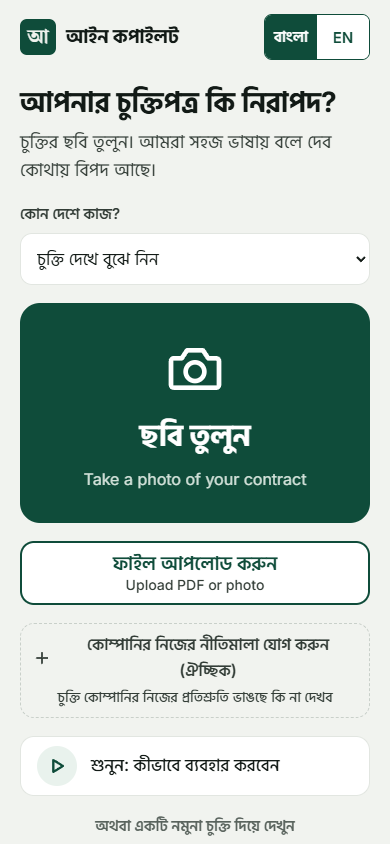 আ আইন কপাইলট বাংলা EN
আপনার চুক্তিপত্র কি নিরাপদ?
চুক্তির ছবি তুলুন। আমরা সহজ ভাষায় বলে দেব
কোথায় বিপদ আছে।
কোন দেশে কাজ?
চুক্তি দেখে বুঝে নিন
ছবি তুলুন
Take a photo of your contract
ফাইল আপলোড করুন
Upload PDF or photo
কোম্পানির নিজের নীতিমালা যোগ করুন
(ঐচ্ছিক)
চুক্তি কোম্পানির নিজের প্রতিশ্রুতি ভাঙছে কি না দেখব
শুনুন: কীভাবে ব্যবহার করবেন
অথবা একটি নমুনা চুক্তি দিয়ে দেখুন